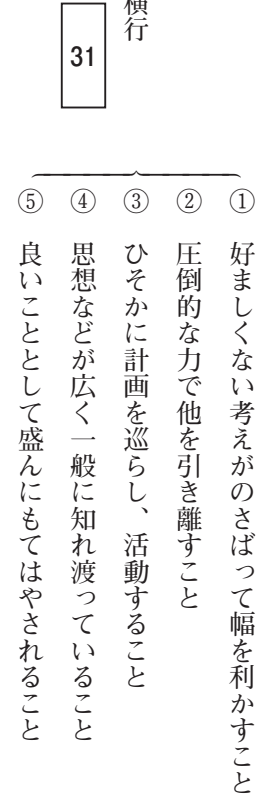 横行
31
① 好ましくない考えがのさばって幅を利かすこと
② 圧倒的な力で他を引き離すこと
③ ひそかに計画を巡らし、活動すること
④ 思想などが広く一般に知れ渡っていること
⑤ 良いこととして盛んにもてはやされること